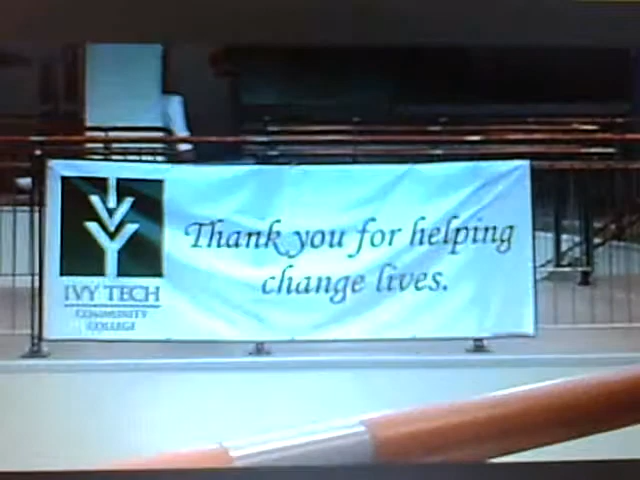 IVY TECH
COMMUNITY
COLLEGE
Thank you for helping
change lives.